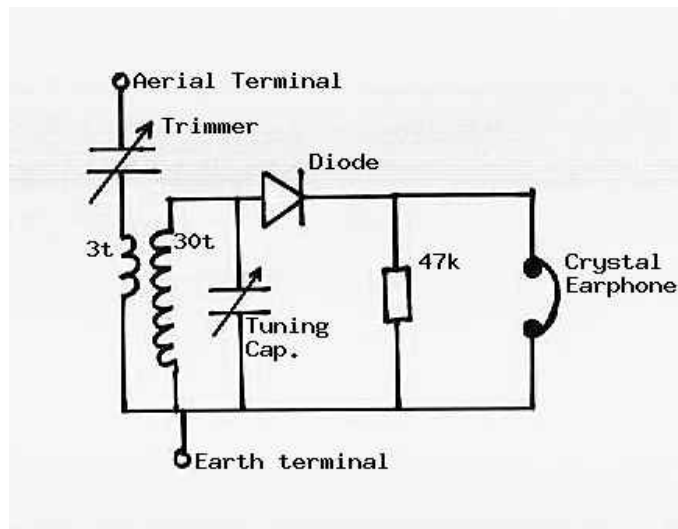 Aerial Terminal
Trimmer
Diode
3t
30t
47k
Crystal
Earphone
Tuning
Cap.
Earth terminal